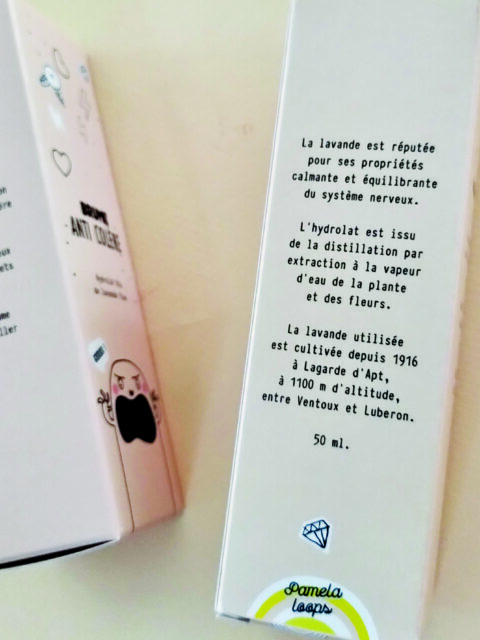 BRUME
ANTI COLÈRE
La lavande est réputée
pour ses propriétés
calmante et équilibrante
du système nerveux.
L'hydrolat est issu
de la distillation par
extraction à la vapeur
d'eau de la plante
et des fleurs.
La lavande utilisée
est cultivée depuis 1916
à Lagarde d'Apt,
à 1100 m d'altitude,
entre Ventoux et Luberon.
50 ml.
Pamela
loops